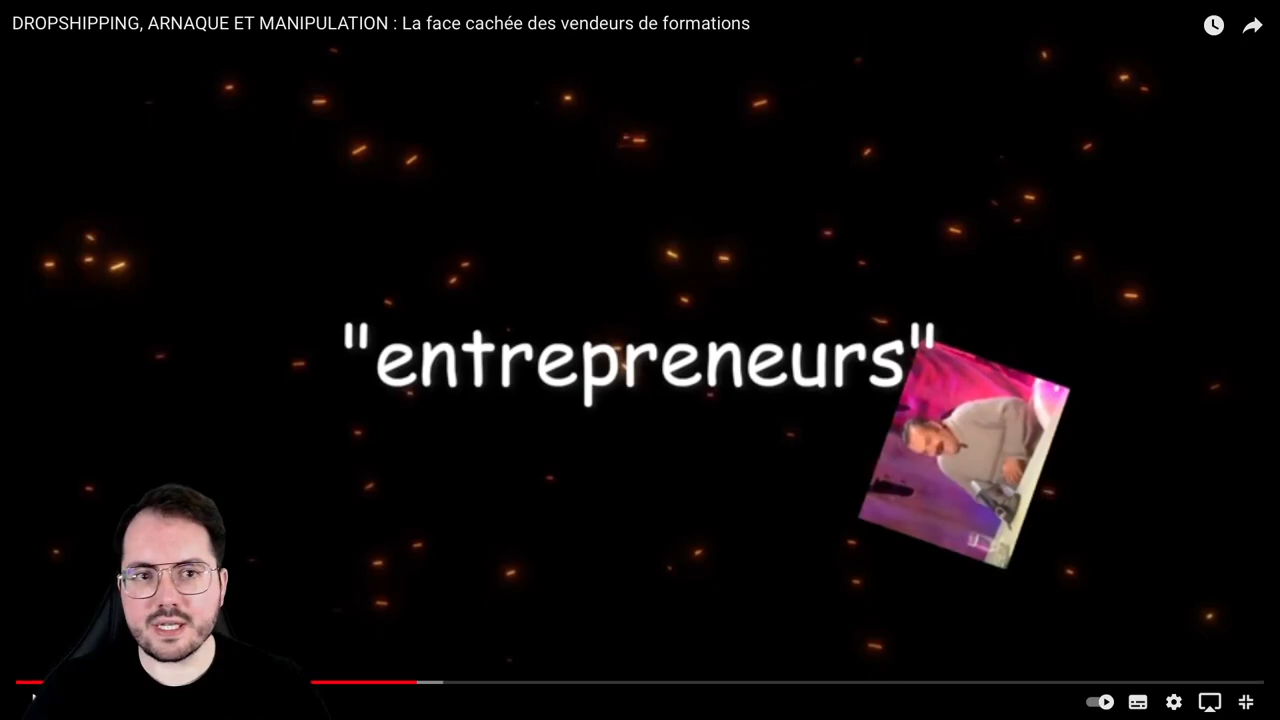 DROPSHIPPING, ARNAQUE ET MANIPULATION : La face cachée des vendeurs de formations
"entrepreneurs"